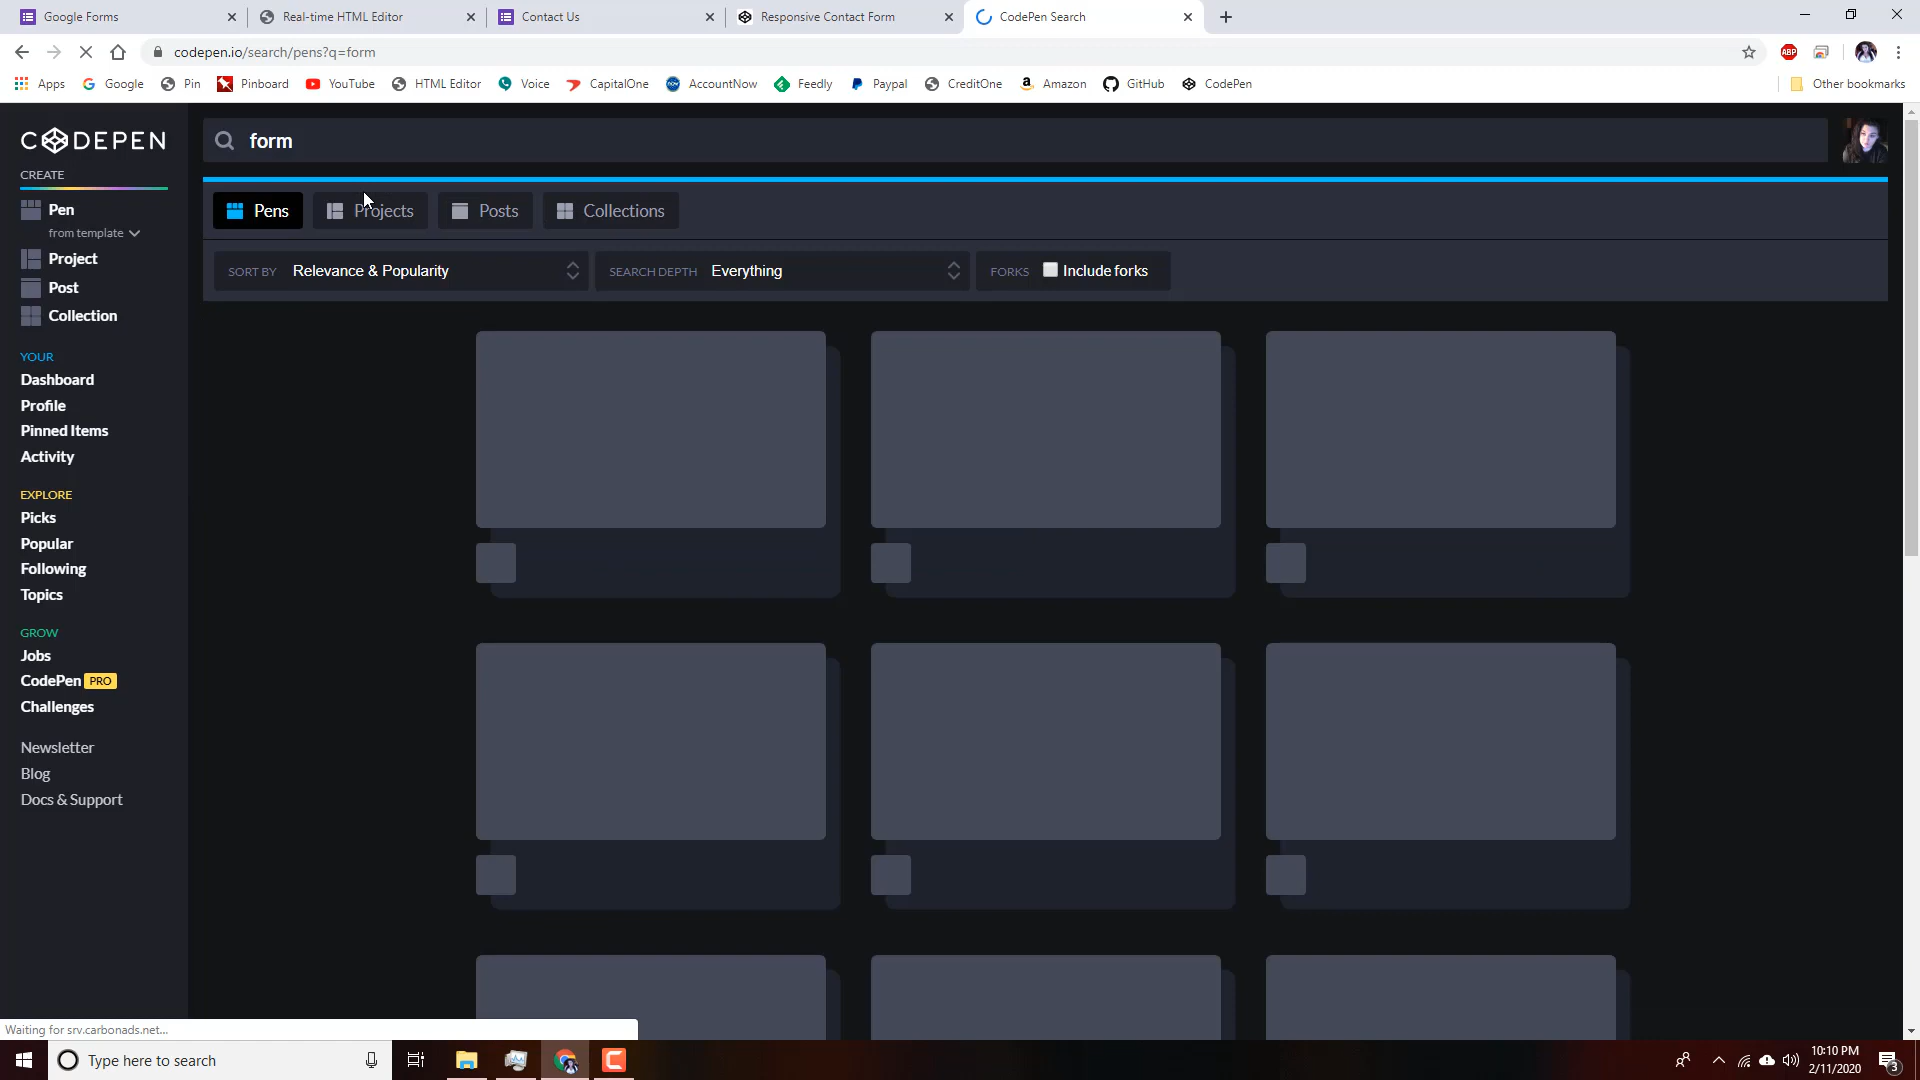 Google Forms
Real-time HTML Editor
Contact Us
Responsive Contact Form
CodePen Search
codepen.io/search/pens?q=form
ABP
Apps
Google
Pin
Pinboard
YouTube
HTML Editor
Voice
CapitalOne
AccountNow
Feedly
Paypal
CreditOne
Amazon
GitHub
CodePen
Other bookmarks
CODEPEN
form
CREATE
Pen
from template
Project
Post
Collection
Pens
Projects
Posts
Collections
SORT BY Relevance & Popularity
SEARCH DEPTH Everything
FORKS Include forks
YOUR
Dashboard
Profile
Pinned Items
Activity
EXPLORE
Picks
Popular
Following
Topics
GROW
Jobs
CodePen PRO
Challenges
Newsletter
Blog
Docs & Support
Waiting for srv.carbonads.net...
Type here to search
10:10 PM
2/11/2020
3